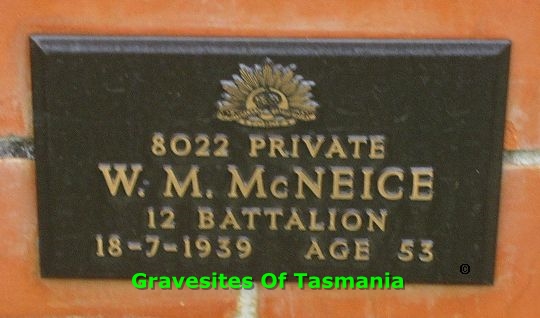 8022 PRIVATE
W. M. McNEICE
12 BATTALION
18-7-1939 AGE 53
©
Gravesites Of Tasmania